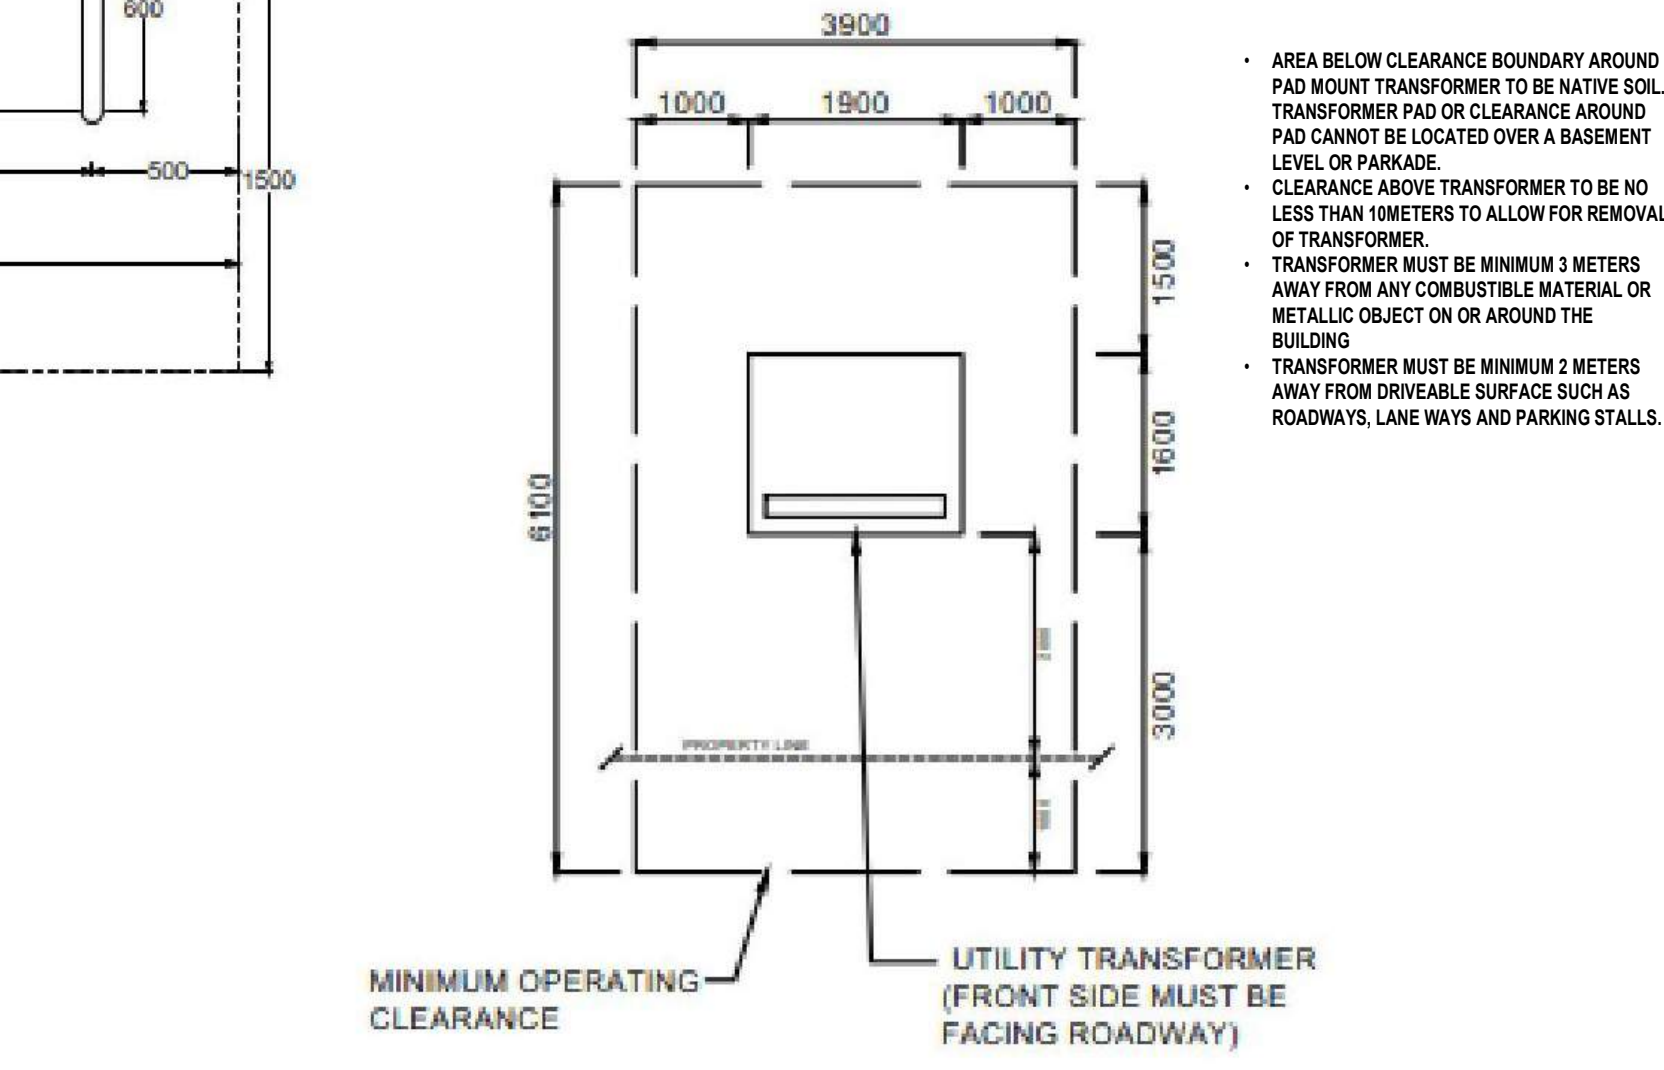 600
500
1500
3900
1000 1900 1000
1500
1600
6100
3000
PROPERTY LINE
MINIMUM OPERATING
CLEARANCE
UTILITY TRANSFORMER
(FRONT SIDE MUST BE
FACING ROADWAY)
• AREA BELOW CLEARANCE BOUNDARY AROUND
PAD MOUNT TRANSFORMER TO BE NATIVE SOIL.
TRANSFORMER PAD OR CLEARANCE AROUND
PAD CANNOT BE LOCATED OVER A BASEMENT
LEVEL OR PARKADE.
• CLEARANCE ABOVE TRANSFORMER TO BE NO
LESS THAN 10METERS TO ALLOW FOR REMOVAL
OF TRANSFORMER.
• TRANSFORMER MUST BE MINIMUM 3 METERS
AWAY FROM ANY COMBUSTIBLE MATERIAL OR
METALLIC OBJECT ON OR AROUND THE
BUILDING
• TRANSFORMER MUST BE MINIMUM 2 METERS
AWAY FROM DRIVEABLE SURFACE SUCH AS
ROADWAYS, LANE WAYS AND PARKING STALLS.